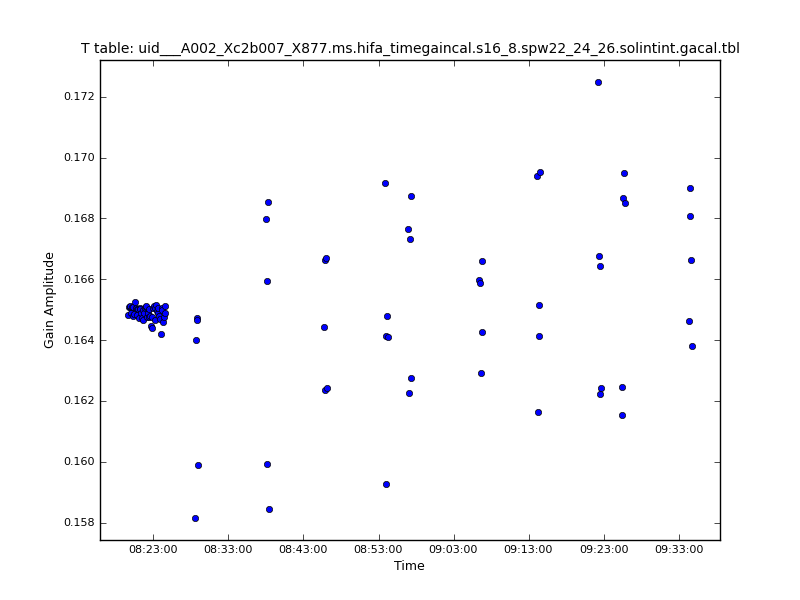 T table: uid___A002_Xc2b007_X877.ms.hifa_timegaincal.s16_8.spw22_24_26.solintint.gacal.tbl
0.172
0.170
0.168
0.166
0.164
0.162
0.160
0.158
Gain Amplitude
08:23:00 08:33:00 08:43:00 08:53:00 09:03:00 09:13:00 09:23:00 09:33:00
Time